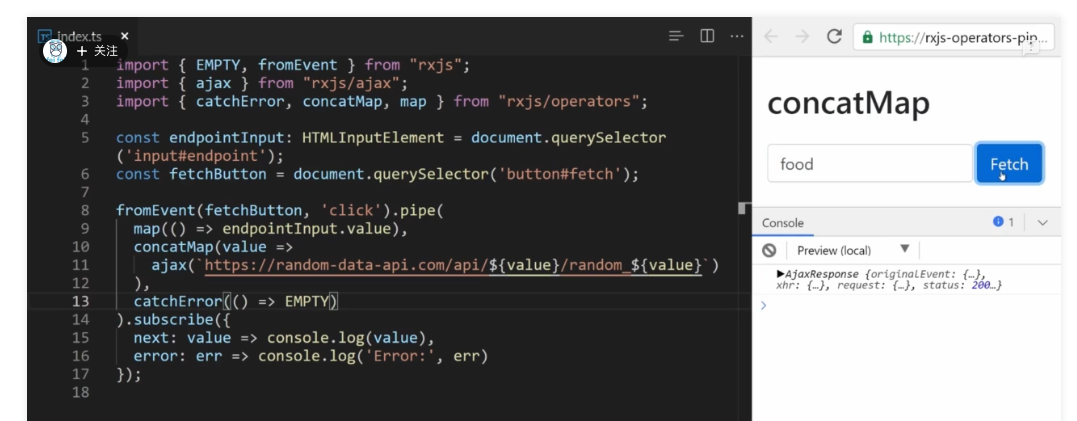 index.ts ×
+ 关注
1 import { EMPTY, fromEvent } from "rxjs";
2 import { ajax } from "rxjs/ajax";
3 import { catchError, concatMap, map } from "rxjs/operators";
4
5 const endpointInput: HTMLInputElement = document.querySelector
('input#endpoint');
6 const fetchButton = document.querySelector('button#fetch');
7
8 fromEvent(fetchButton, 'click').pipe(
9 map(() => endpointInput.value),
10 concatMap(value =>
11 ajax(`https://random-data-api.com/api/${value}/random_${value}`)
12 ),
13 catchError(() => EMPTY)
14 ).subscribe({
15 next: value => console.log(value),
16 error: err => console.log('Error:', err)
17 });
18
https://rxjs-operators-pip...
concatMap
food
Fetch
Console 1
Preview (local) ▼
▶AjaxResponse {originalEvent: {…},
xhr: {…}, request: {…}, status: 200…}